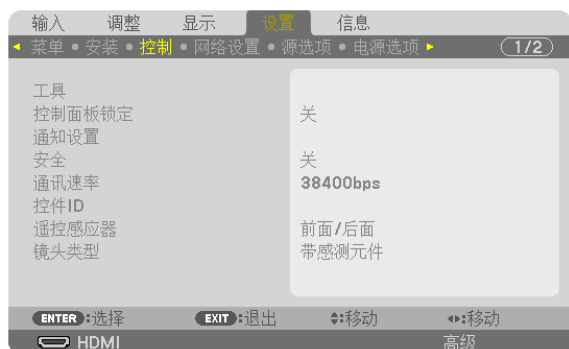 输入 调整 显示 设置 信息
菜单 • 安装 • 控制 • 网络设置 • 源选项 • 电源选项 1/2
工具
控制面板锁定 关
通知设置
安全 关
通讯速率 38400bps
控件ID
遥控感应器 前面/后面
镜头类型 带感测元件
ENTER :选择 EXIT :退出 :移动 :移动
HDMI 高级